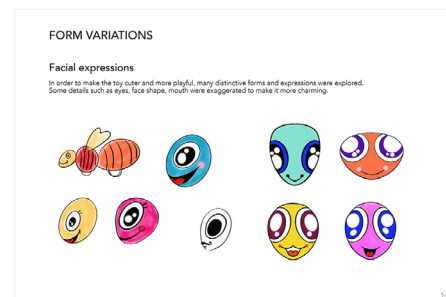 FORM VARIATIONS
Facial expressions
In order to make the toy cuter and more playful, many distinctive forms and expressions were explored.
Some details such as eyes, face shape, mouth were exaggerated to make it more charming.